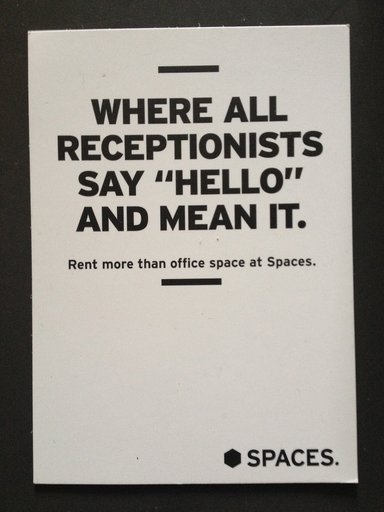 WHERE ALL
RECEPTIONISTS
SAY “HELLO”
AND MEAN IT.
Rent more than office space at Spaces.
SPACES.